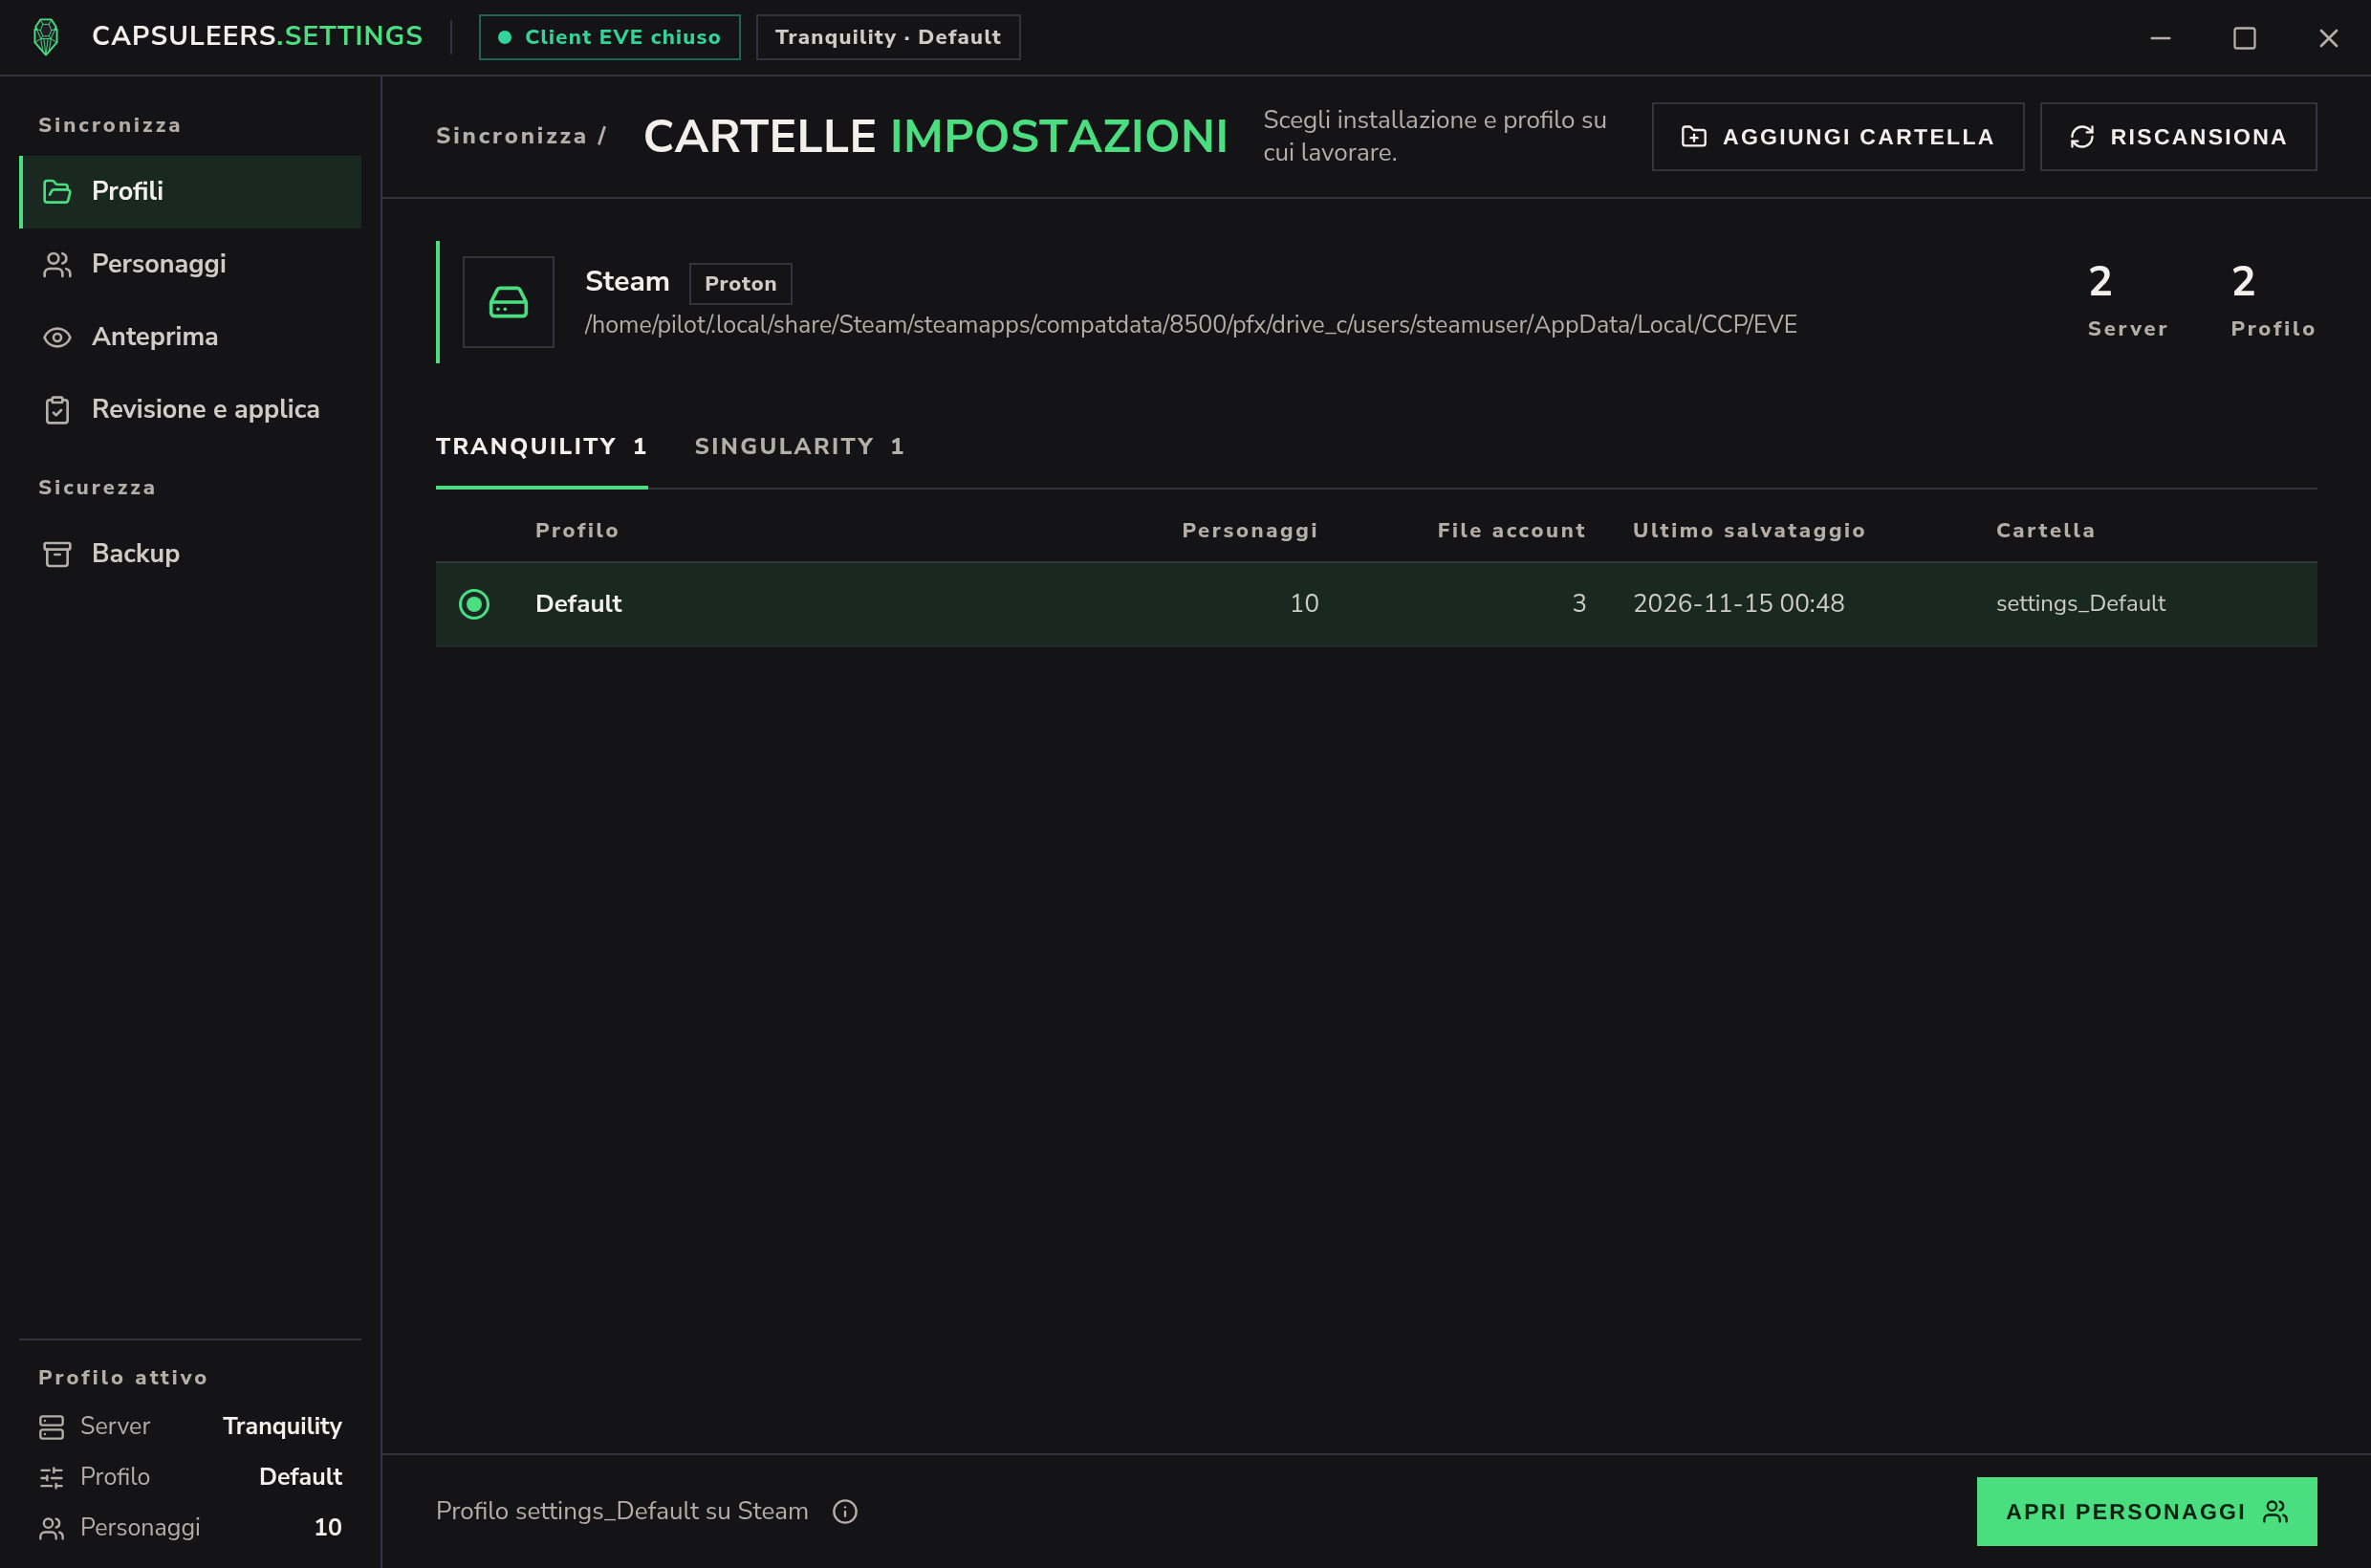 CAPSULEERS.SETTINGS
Client EVE chiuso
Tranquility · Default
Sincronizza
Profili
Personaggi
Anteprima
Revisione e applica
Sicurezza
Backup
Profilo attivo
Server Tranquility
Profilo Default
Personaggi 10
Sincronizza /
CARTELLE IMPOSTAZIONI
Scegli installazione e profilo su
cui lavorare.
AGGIUNGI CARTELLA
RISCANSIONA
Steam Proton
/home/pilot/.local/share/Steam/steamapps/compatdata/8500/pfx/drive_c/users/steamuser/AppData/Local/CCP/EVE
2 Server
2 Profilo
TRANQUILITY 1 SINGULARITY 1
Profilo Personaggi File account Ultimo salvataggio Cartella
Default 10 3 2026-11-15 00:48 settings_Default
Profilo settings_Default su Steam
APRI PERSONAGGI